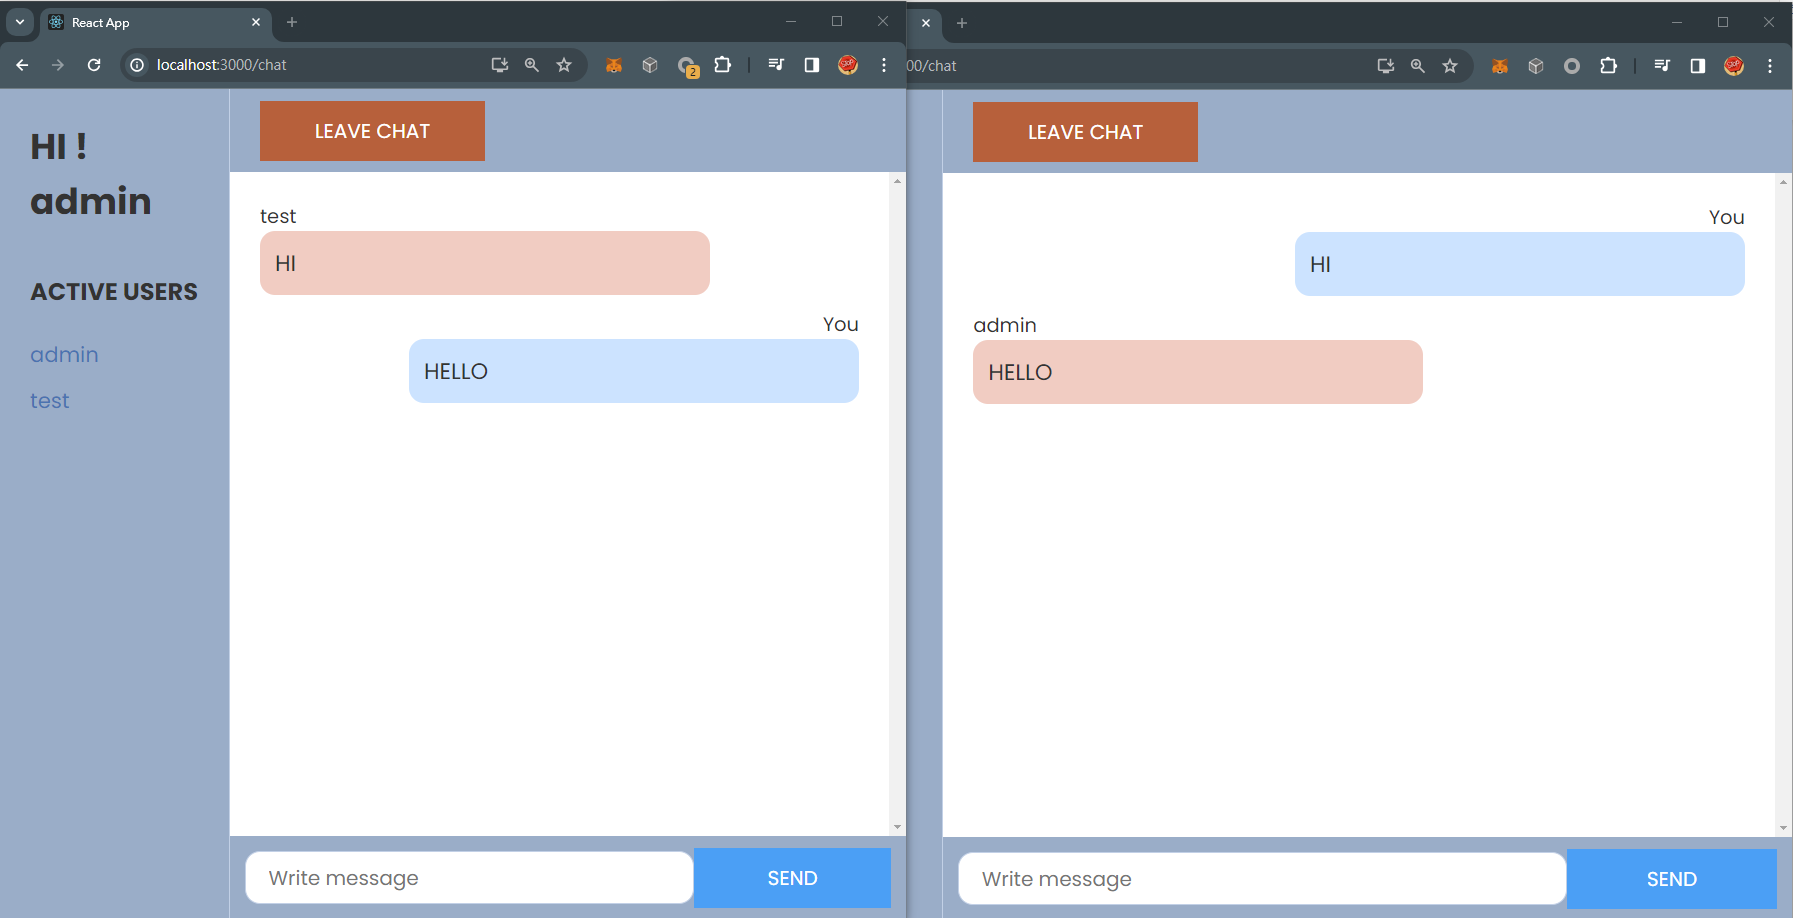 React App
localhost:3000/chat
2
HI !
admin
ACTIVE USERS
admin
test
LEAVE CHAT
test
HI
You
HELLO
Write message
SEND
00/chat
LEAVE CHAT
You
HI
admin
HELLO
Write message
SEND